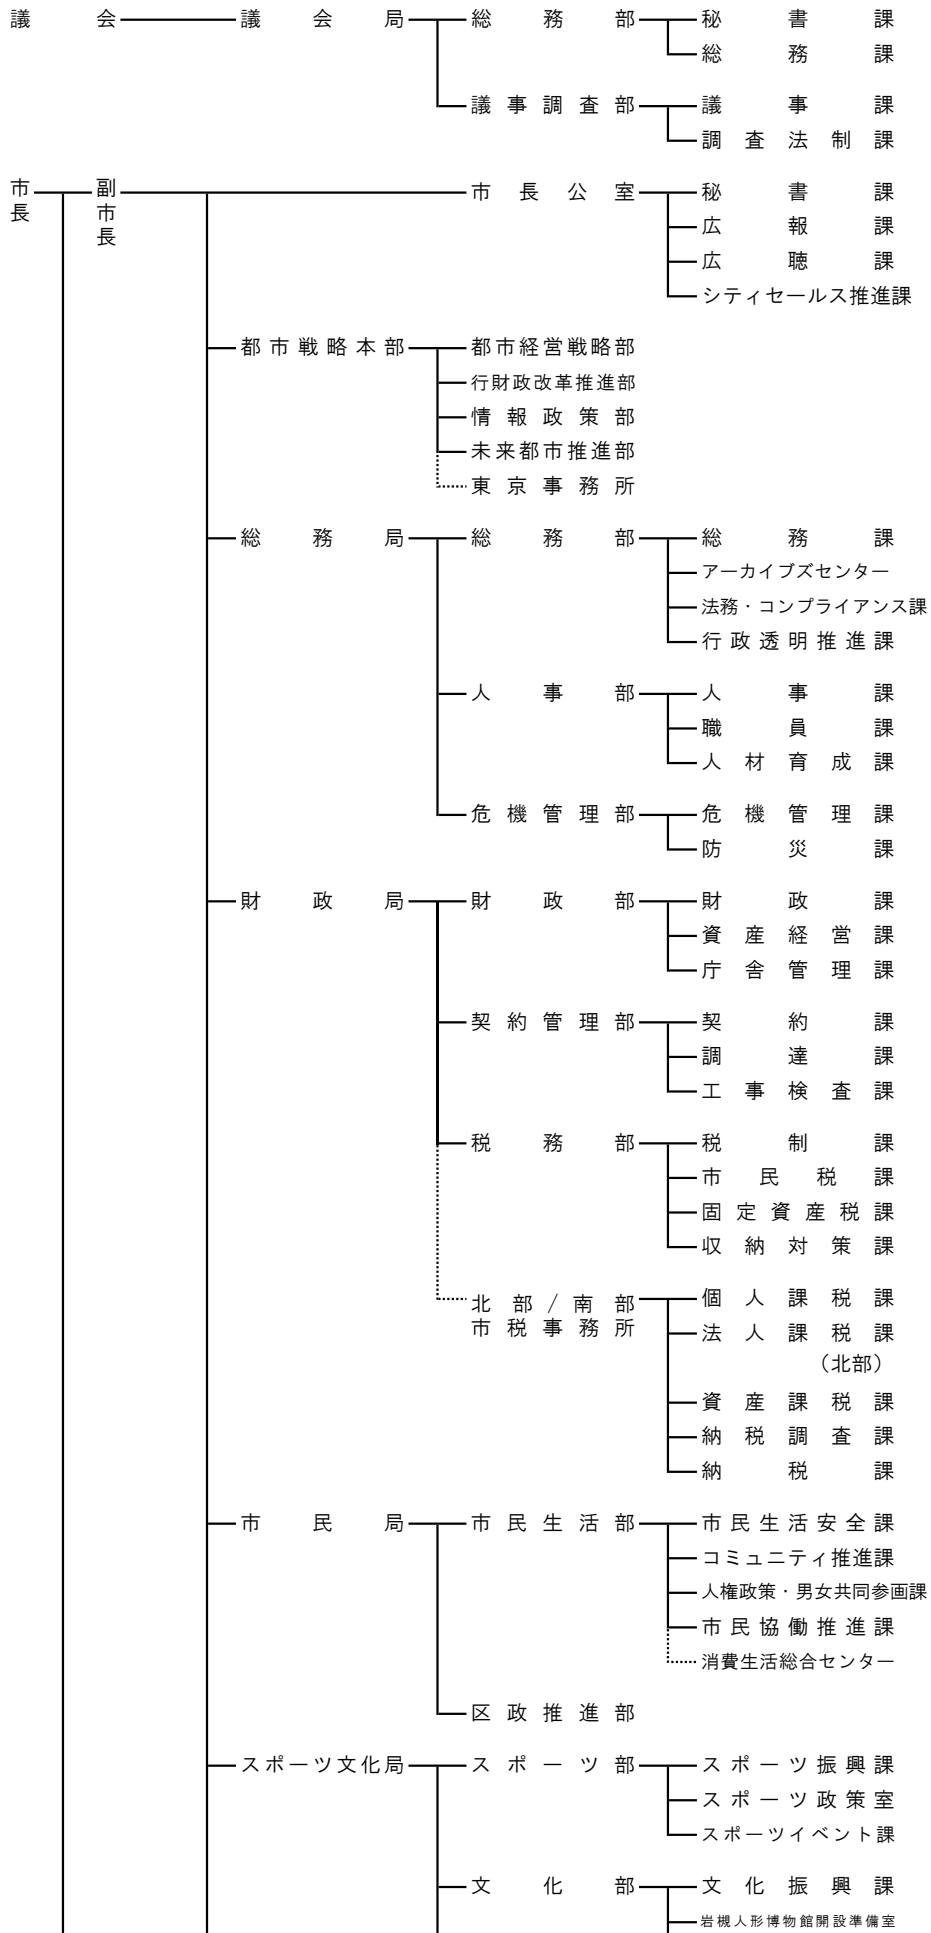 議会 議会局 総務部 秘書課
総務課
議事調査部 議事課
調査法制課
市長 副市長 市長公室 秘書課
広報課
広聴課
シティセールス推進課
都市戦略本部 都市経営戦略部
行財政改革推進部
情報政策部
未来都市推進部
東京事務所
総務局 総務部 総務課
アーカイブズセンター
法務・コンプライアンス課
行政透明推進課
人事部 人事課
職員課
人材育成課
危機管理部 危機管理課
防災課
財政局 財政部 財政課
資産経営課
庁舎管理課
契約管理部 契約課
調達課
工事検査課
税務部 税制課
市民税課
固定資産税課
収納対策課
北部/南部 個人課税課
市税事務所 法人課税課
（北部）
資産課税課
納税調査課
納税課
市民局 市民生活部 市民生活安全課
コミュニティ推進課
人権政策・男女共同参画課
市民協働推進課
消費生活総合センター
区政推進部
スポーツ文化局 スポーツ部 スポーツ振興課
スポーツ政策室
スポーツイベント課
文化部 文化振興課
岩槻人形博物館開設準備室